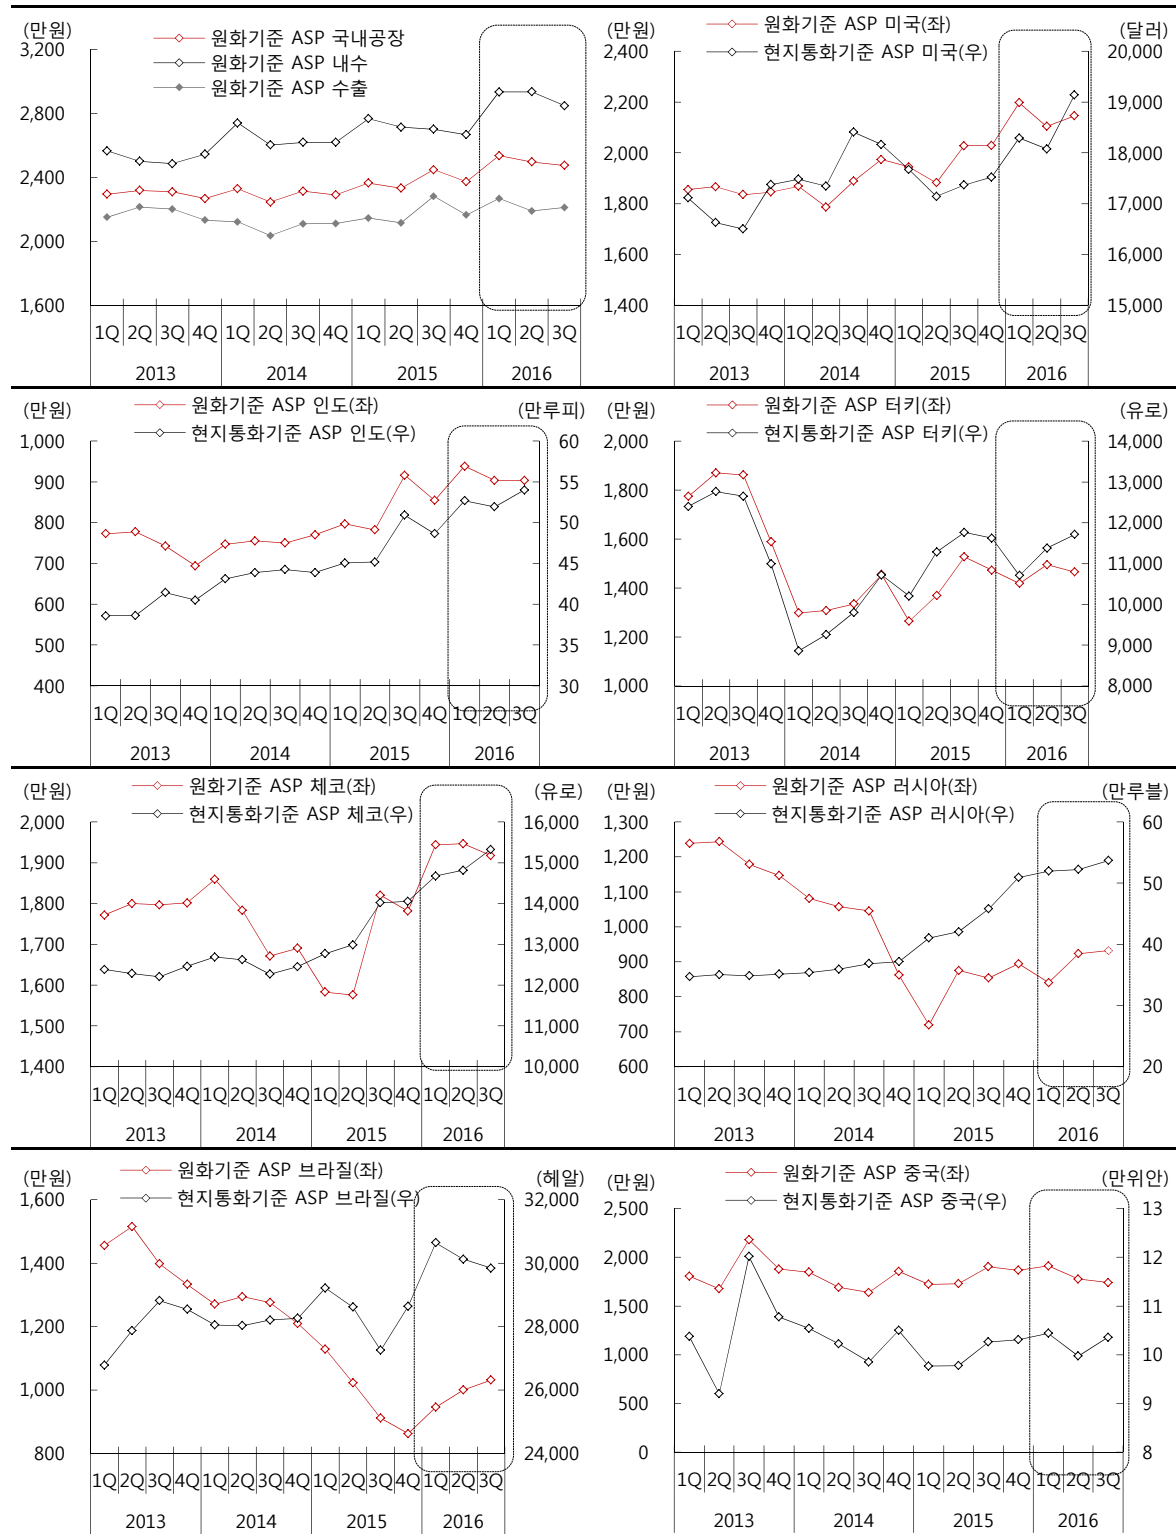 (만원)
원화기준 ASP 국내공장
원화기준 ASP 내수
원화기준 ASP 수출
3,200
2,800
2,400
2,000
1,600
1Q 2Q 3Q 4Q 1Q 2Q 3Q 4Q 1Q 2Q 3Q 4Q 1Q 2Q 3Q
2013 2014 2015 2016
(만원) (달러)
원화기준 ASP 미국(좌)
현지통화기준 ASP 미국(우)
2,400 20,000
2,200 19,000
18,000
2,000
17,000
1,800
16,000
1,600
1,400 15,000
1Q 2Q 3Q 4Q 1Q 2Q 3Q 4Q 1Q 2Q 3Q 4Q 1Q 2Q 3Q
2013 2014 2015 2016
(만원) (만루피)
원화기준 ASP 인도(좌)
현지통화기준 ASP 인도(우)
1,000 60
900 55
800 50
700 45
600 40
500 35
400 30
1Q 2Q 3Q 4Q 1Q 2Q 3Q 4Q 1Q 2Q 3Q 4Q 1Q 2Q 3Q
2013 2014 2015 2016
(만원) (유로)
원화기준 ASP 터키(좌)
현지통화기준 ASP 터키(우)
2,000 14,000
13,000
1,800
12,000
1,600
11,000
1,400
10,000
1,200
9,000
1,000 8,000
1Q 2Q 3Q 4Q 1Q 2Q 3Q 4Q 1Q 2Q 3Q 4Q 1Q 2Q 3Q
2013 2014 2015 2016
(만원) (유로)
원화기준 ASP 체코(좌)
현지통화기준 ASP 체코(우)
2,000 16,000
1,900 15,000
1,800 14,000
1,700 13,000
1,600 12,000
1,500 11,000
1,400 10,000
1Q 2Q 3Q 4Q 1Q 2Q 3Q 4Q 1Q 2Q 3Q 4Q 1Q 2Q 3Q
2013 2014 2015 2016
(만원) (만루블)
원화기준 ASP 러시아(좌)
현지통화기준 ASP 러시아(우)
1,300 60
1,200
1,100 50
1,000
40
900
800
30
700
600 20
1Q 2Q 3Q 4Q 1Q 2Q 3Q 4Q 1Q 2Q 3Q 4Q 1Q 2Q 3Q
2013 2014 2015 2016
(만원) (헤알)
원화기준 ASP 브라질(좌)
현지통화기준 ASP 브라질(우)
1,600 32,000
1,400 30,000
1,200 28,000
1,000 26,000
800 24,000
1Q 2Q 3Q 4Q 1Q 2Q 3Q 4Q 1Q 2Q 3Q 4Q 1Q 2Q 3Q
2013 2014 2015 2016
(만원) (만위안)
원화기준 ASP 중국(좌)
현지통화기준 ASP 중국(우)
2,500 13
2,000 12
1,500 11
1,000 10
500 9
0 8
1Q 2Q 3Q 4Q 1Q 2Q 3Q 4Q 1Q 2Q 3Q 4Q 1Q 2Q 3Q
2013 2014 2015 2016